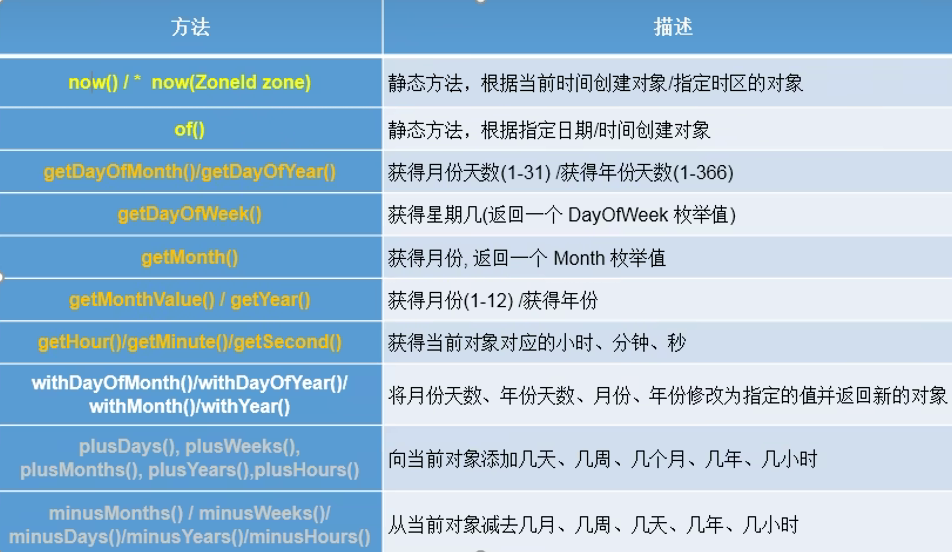 方法
描述
now() / *  now(ZoneId zone)
静态方法，根据当前时间创建对象/指定时区的对象
of()
静态方法，根据指定日期/时间创建对象
getDayOfMonth()/getDayOfYear()
获得月份天数(1-31) /获得年份天数(1-366)
getDayOfWeek()
获得星期几(返回一个 DayOfWeek 枚举值)
getMonth()
获得月份, 返回一个 Month 枚举值
getMonthValue() / getYear()
获得月份(1-12) /获得年份
getHour()/getMinute()/getSecond()
获得当前对象对应的小时、分钟、秒
withDayOfMonth()/withDayOfYear()/
withMonth()/withYear()
将月份天数、年份天数、月份、年份修改为指定的值并返回新的对象
plusDays(), plusWeeks(),
plusMonths(), plusYears(),plusHours()
向当前对象添加几天、几周、几个月、几年、几小时
minusMonths() / minusWeeks()/
minusDays()/minusYears()/minusHours()
从当前对象减去几月、几周、几天、几年、几小时